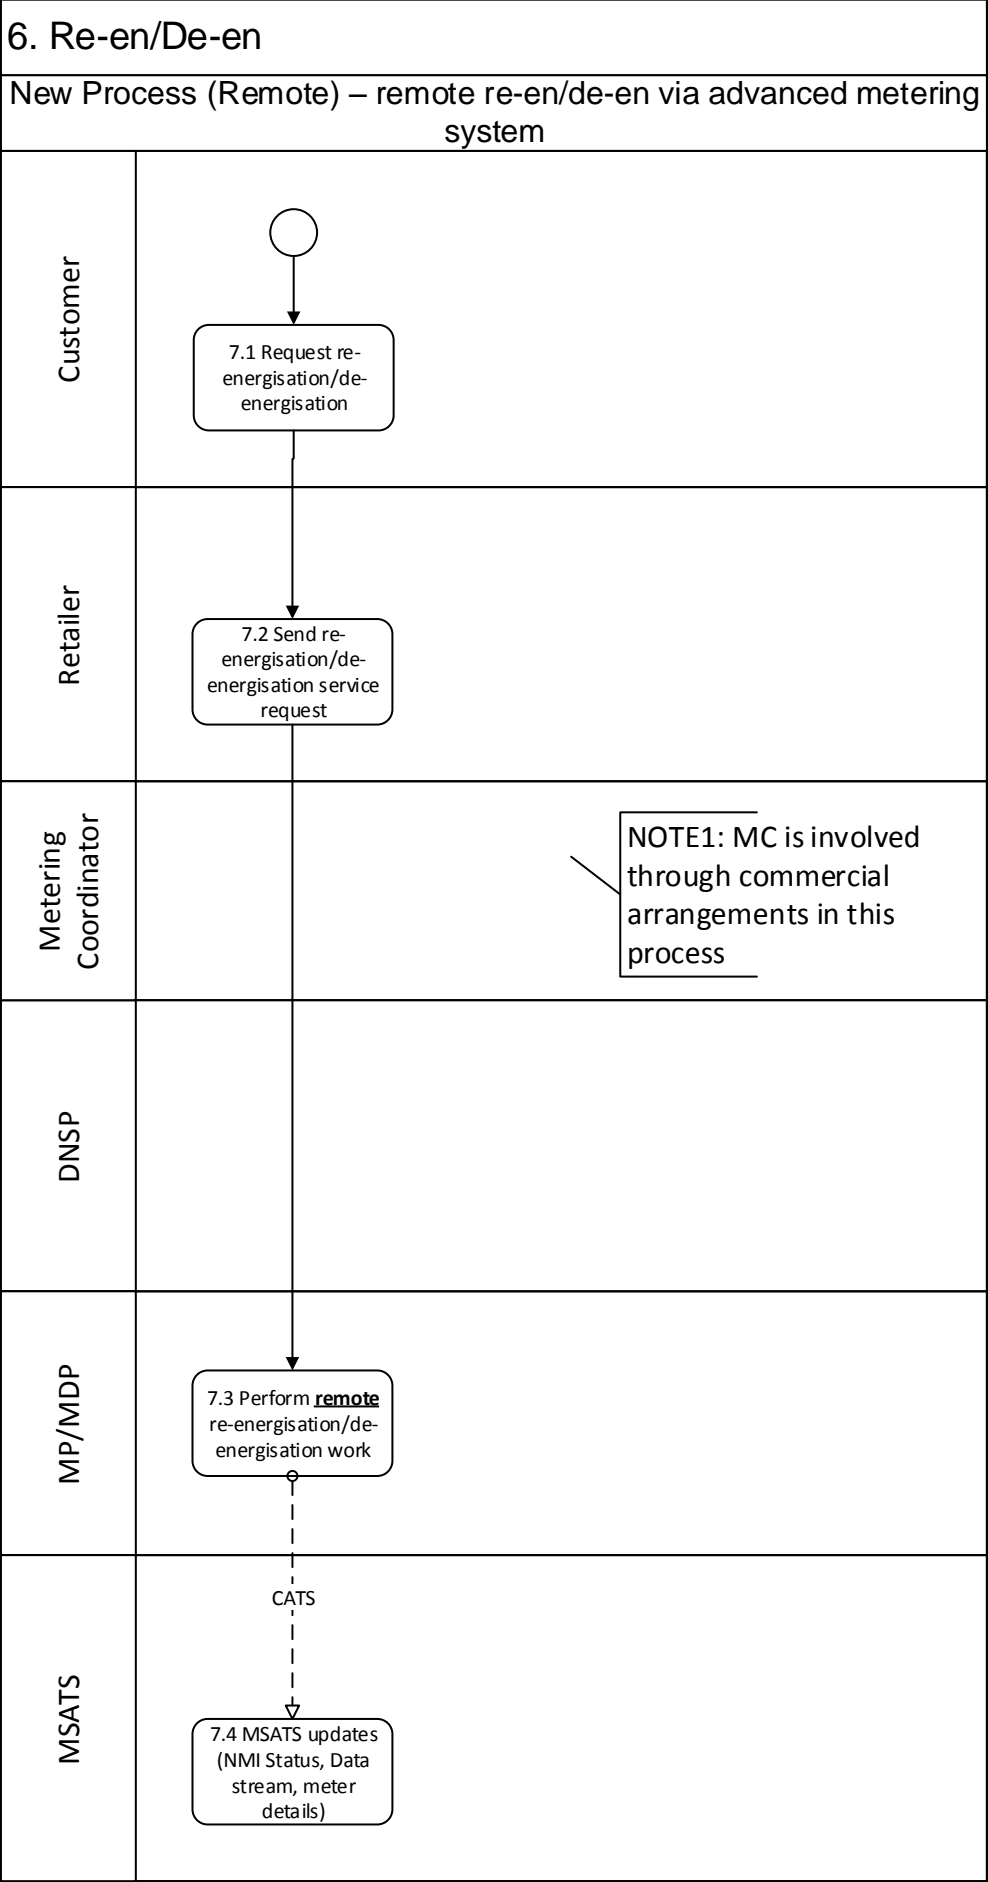 6. Re-en/De-en
New Process (Remote) – remote re-en/de-en via advanced metering
system
Customer
7.1 Request re-
energisation/de-
energisation
Retailer
7.2 Send re-
energisation/de-
energisation service
request
Metering
Coordinator
NOTE1: MC is involved
through commercial
arrangements in this
process
DNSP
MP/MDP
7.3 Perform remote
re-energisation/de-
energisation work
MSATS
CATS
7.4 MSATS updates
(NMI Status, Data
stream, meter
details)